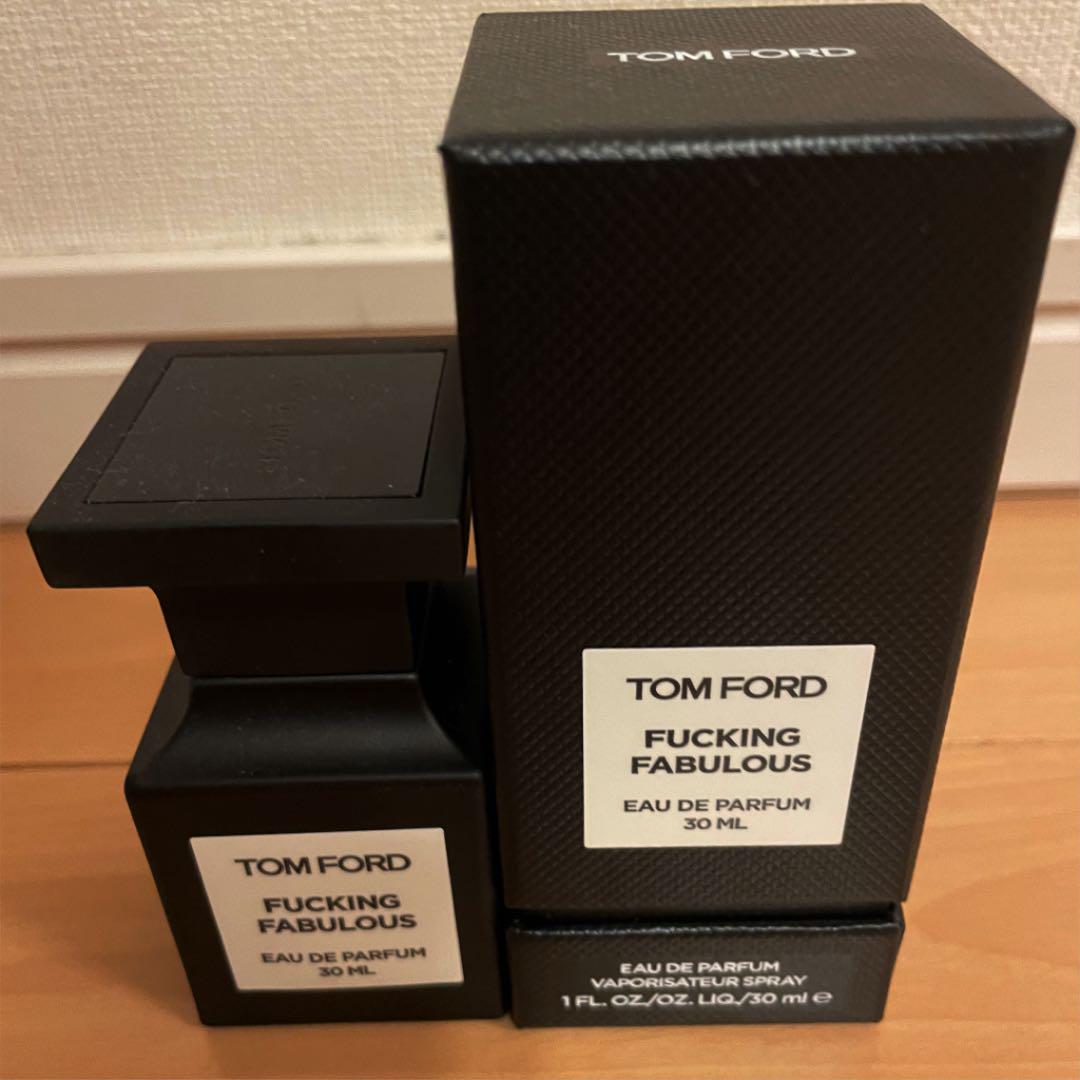 TOM FORD
TOM FORD
FUCKING
FABULOUS
EAU DE PARFUM
30 ML
TOM FORD
FUCKING
FABULOUS
EAU DE PARFUM
30 ML
EAU DE PARFUM
VAPORISATEUR SPRAY
1 FL. OZ./OZ. LIQ./30 ml ℮